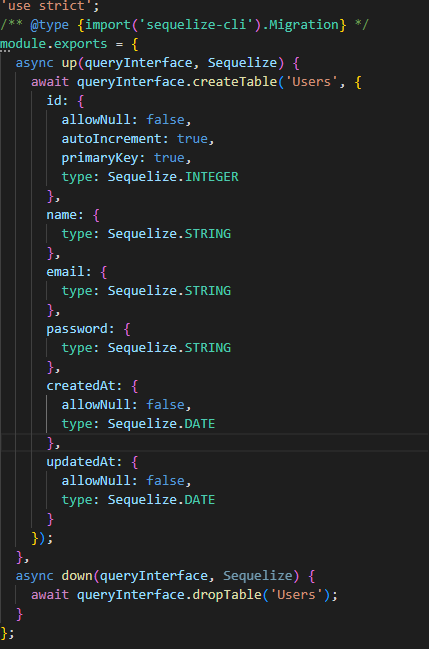 'use strict';
/** @type {import('sequelize-cli').Migration} */
module.exports = {
  async up(queryInterface, Sequelize) {
    await queryInterface.createTable('Users', {
      id: {
        allowNull: false,
        autoIncrement: true,
        primaryKey: true,
        type: Sequelize.INTEGER
      },
      name: {
        type: Sequelize.STRING
      },
      email: {
        type: Sequelize.STRING
      },
      password: {
        type: Sequelize.STRING
      },
      createdAt: {
        allowNull: false,
        type: Sequelize.DATE
      },
      updatedAt: {
        allowNull: false,
        type: Sequelize.DATE
      }
    });
  },
  async down(queryInterface, Sequelize) {
    await queryInterface.dropTable('Users');
  }
};